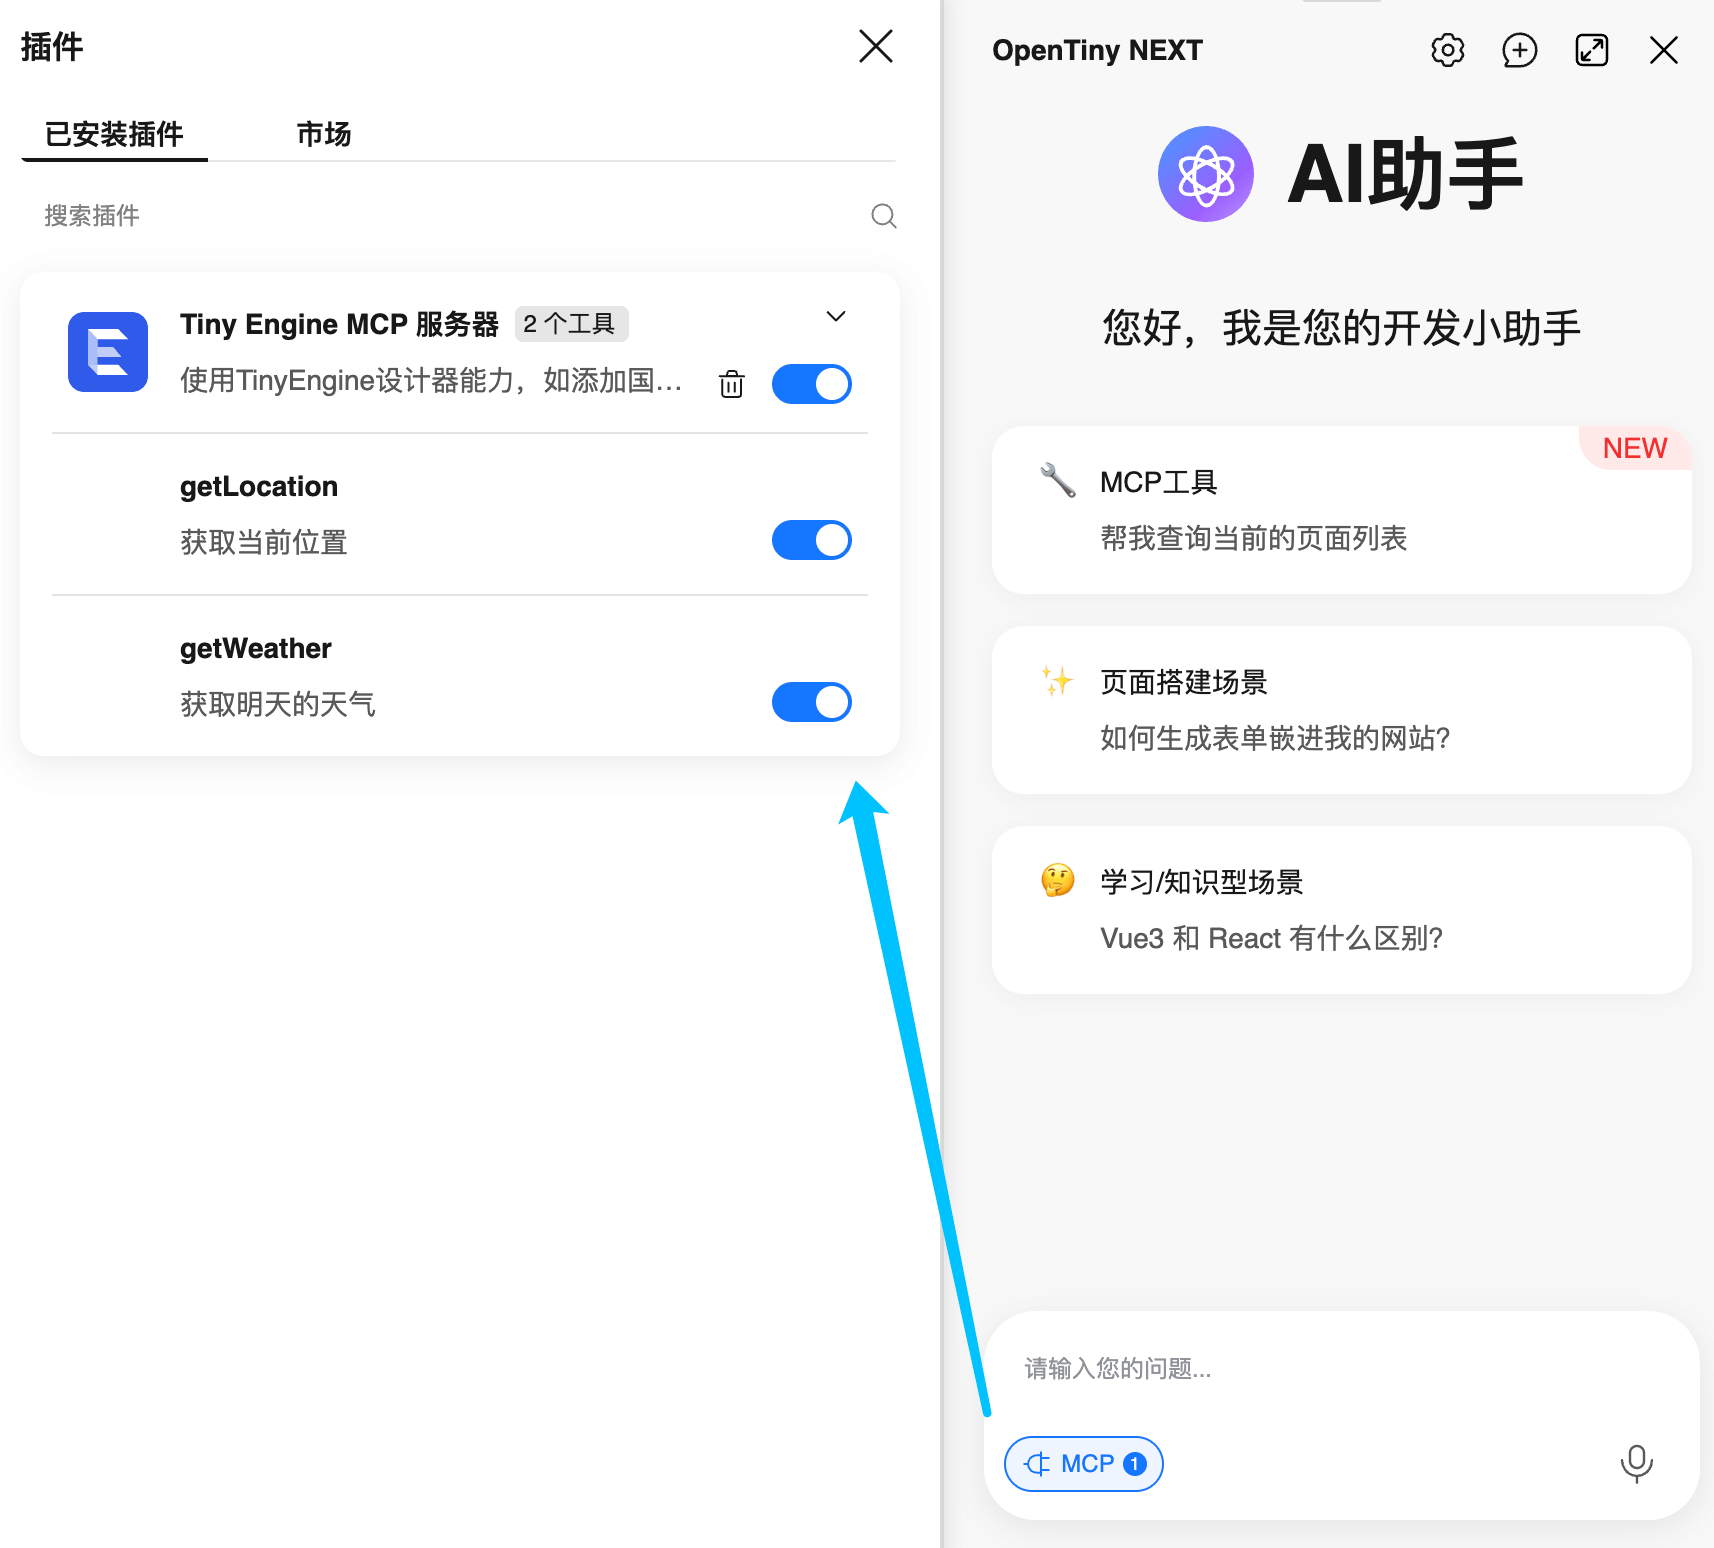 插件
已安装插件
市场
搜索插件
Tiny Engine MCP 服务器 2 个工具
使用TinyEngine设计器能力，如添加国...
getLocation
获取当前位置
getWeather
获取明天的天气
OpenTiny NEXT
AI助手
您好，我是您的开发小助手
NEW
MCP工具
帮我查询当前的页面列表
页面搭建场景
如何生成表单嵌进我的网站?
学习/知识型场景
Vue3 和 React 有什么区别?
请输入您的问题...
MCP 1